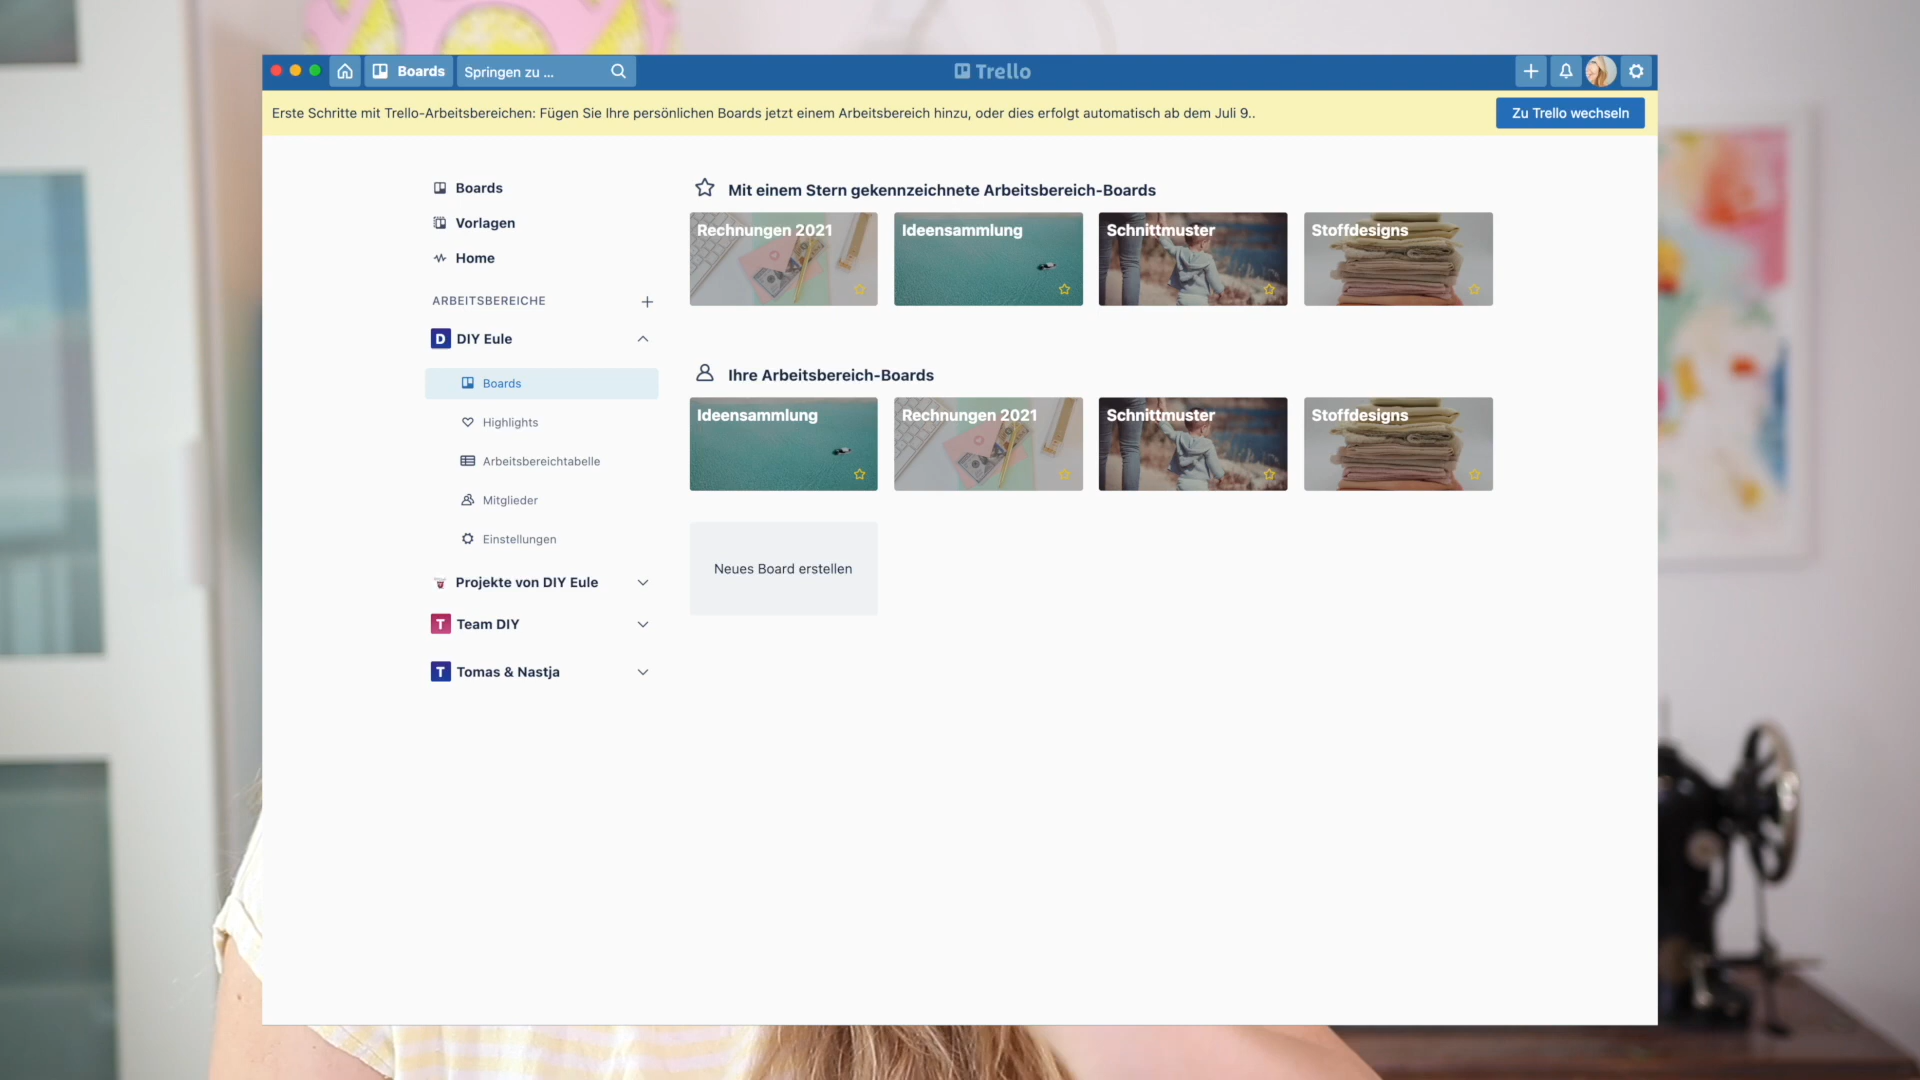 Boards
Springen zu ...
Trello
Erste Schritte mit Trello-Arbeitsbereichen: Fügen Sie Ihre persönlichen Boards jetzt einem Arbeitsbereich hinzu, oder dies erfolgt automatisch ab dem Juli 9..
Zu Trello wechseln
Boards
Vorlagen
Home
ARBEITSBEREICHE
D DIY Eule
Boards
Highlights
Arbeitsbereichtabelle
Mitglieder
Einstellungen
Projekte von DIY Eule
T Team DIY
T Tomas & Nastja
Mit einem Stern gekennzeichnete Arbeitsbereich-Boards
Rechnungen 2021
Ideensammlung
Schnittmuster
Stoffdesigns
Ihre Arbeitsbereich-Boards
Ideensammlung
Rechnungen 2021
Schnittmuster
Stoffdesigns
Neues Board erstellen